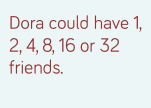 Dora could have 1,
2, 4, 8, 16 or 32
friends.